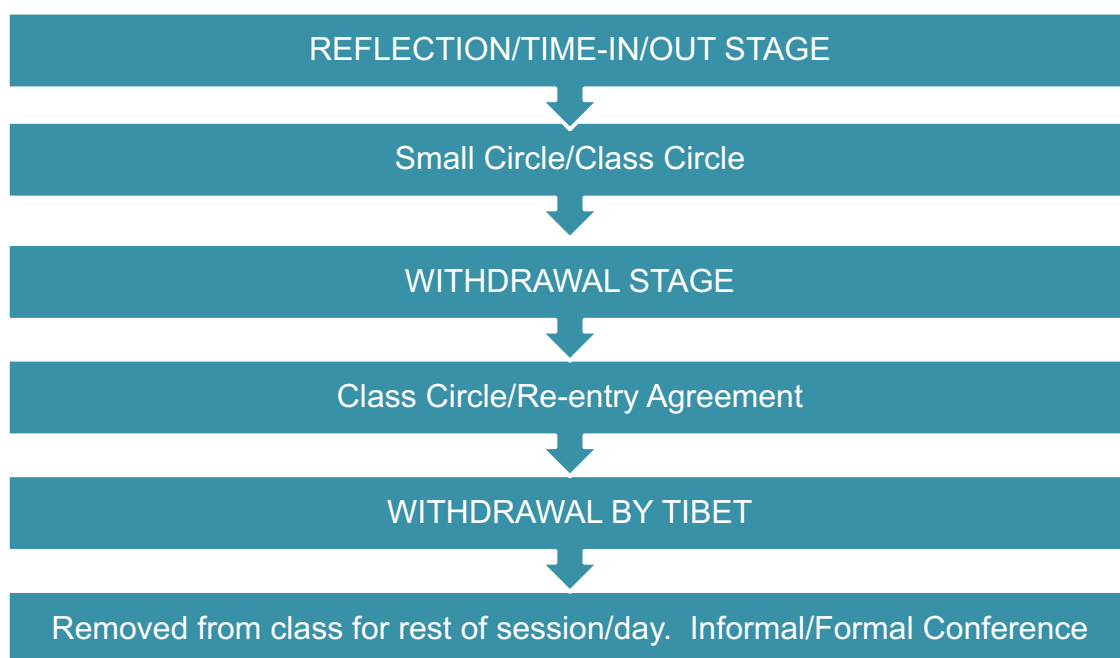 REFLECTION/TIME-IN/OUT STAGE
Small Circle/Class Circle
WITHDRAWAL STAGE
Class Circle/Re-entry Agreement
WITHDRAWAL BY TIBET
Removed from class for rest of session/day.  Informal/Formal Conference